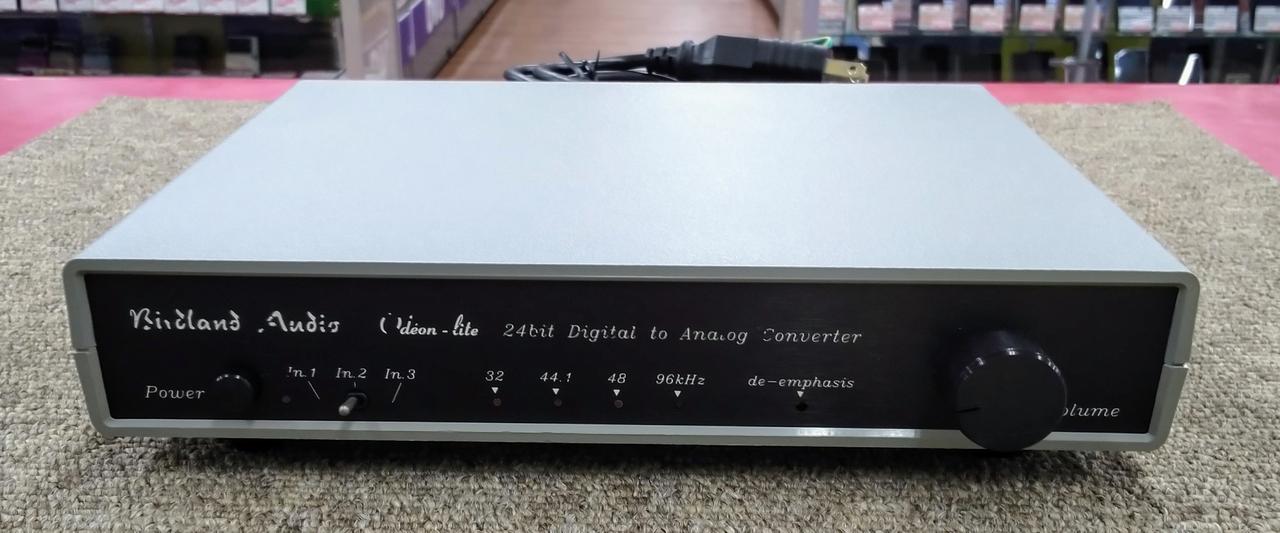 Birdland Audio Odéon-lite 24bit Digital to Analog Converter
In.1 In.2 In.3 32 44.1 48 96kHz de-emphasis
Power Volume